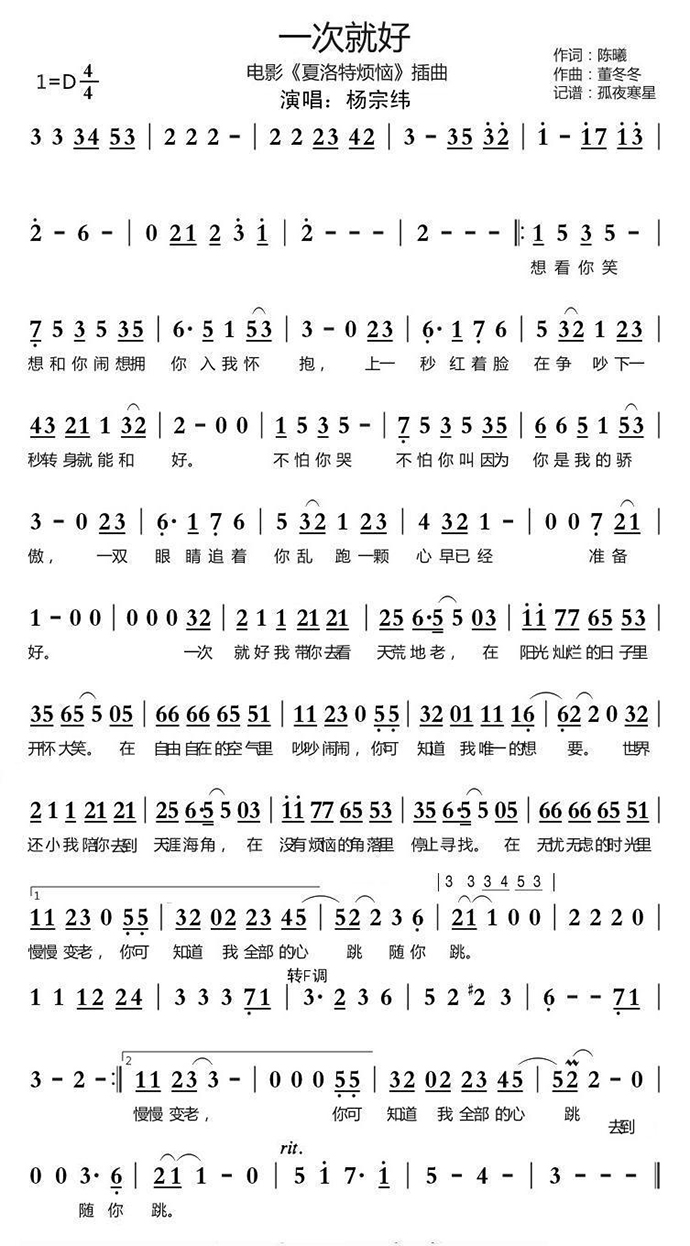 一次就好
电影《夏洛特烦恼》插曲
演唱：杨宗纬
1=D 4/4
作词：陈曦
作曲：董冬冬
记谱：孤夜寒星
3 3 34 53 | 2 2 2 - | 2 2 23 42 | 3 - 35 3̇2̇ | 1̇ - 1̇7 1̇3̇ |
2̇ - 6 - | 0 21 2 3̇ 1̇ | 2̇ - - - | 2 - - - ‖: 1 5 3 5 - |
想 看 你 笑
7̣ 5 3 5 35 | 6· 5 1 53 | 3 - 0 23 | 6̣· 1 7̣ 6 | 5 32 1 23 |
想 和 你 闹 想拥 你 入 我 怀 抱， 上一 秒 红 着 脸 在 争 吵 下一
43 21 1 32 | 2 - 0 0 | 1 5 3 5 - | 7̣ 5 3 5 35 | 6 6 5 1 53 |
秒转 身就 能 和 好。 不 怕 你 哭 不 怕 你 叫 因为 你 是 我 的 骄
3 - 0 23 | 6̣· 1 7̣ 6 | 5 32 1 23 | 4 32 1 - | 0 0 7̣ 21 |
傲， 一双 眼 睛 追 着 你 乱 跑 一颗 心 早已 经 准 备
1 - 0 0 | 0 0 0 32 | 2 1 1 21 21 | 25 6·5 5 03 | 1̇1̇ 77 65 53 |
好。 一次 就 好 我 带你 去看 天荒 地 老， 在 阳光 灿烂 的日 子里
35 65 5 05 | 66 66 65 51 | 11 23 0 5̣5̣ | 32 01 11 16̣ | 6̣2 2 0 32 |
开怀 大笑。 在 自由 自在 的空 气里 吵吵 闹闹， 你可 知道 我 唯一 的想 要。 世界
2 1 1 21 21 | 25 6·5 5 03 | 1̇1̇ 77 65 53 | 35 6·5 5 05 | 66 66 65 51 |
还 小 我 陪你 去到 天涯 海 角， 在 没有 烦恼 的角 落里 停止 寻 找。 在 无忧 无虑 的时 光里
1
| 3 3 3 4 5 3 |
11 23 0 5̣5̣ | 32 02 23 45 | 52 2 3 6̣ | 21 1 0 0 | 2 2 2 0 |
慢慢 变老， 你可 知道 我 全部 的心 跳 随 你 跳。
转F调
1 1 12 24 | 3 3 3 7̣1 | 3· 2 3 6 | 5 2 #2 3 | 6̣ - - 7̣1 |
2
3 - 2 - :‖ 11 23 3 - | 0 0 0 5̣5̣ | 32 02 23 45 | 52 2 - 0 |
慢慢 变老， 你可 知道 我 全部 的心 跳 去到
rit.
0 0 3· 6̣ | 21 1 - 0 | 5 1̇ 7· 1̇ | 5 - 4 - | 3 - - - ‖
随 你 跳。